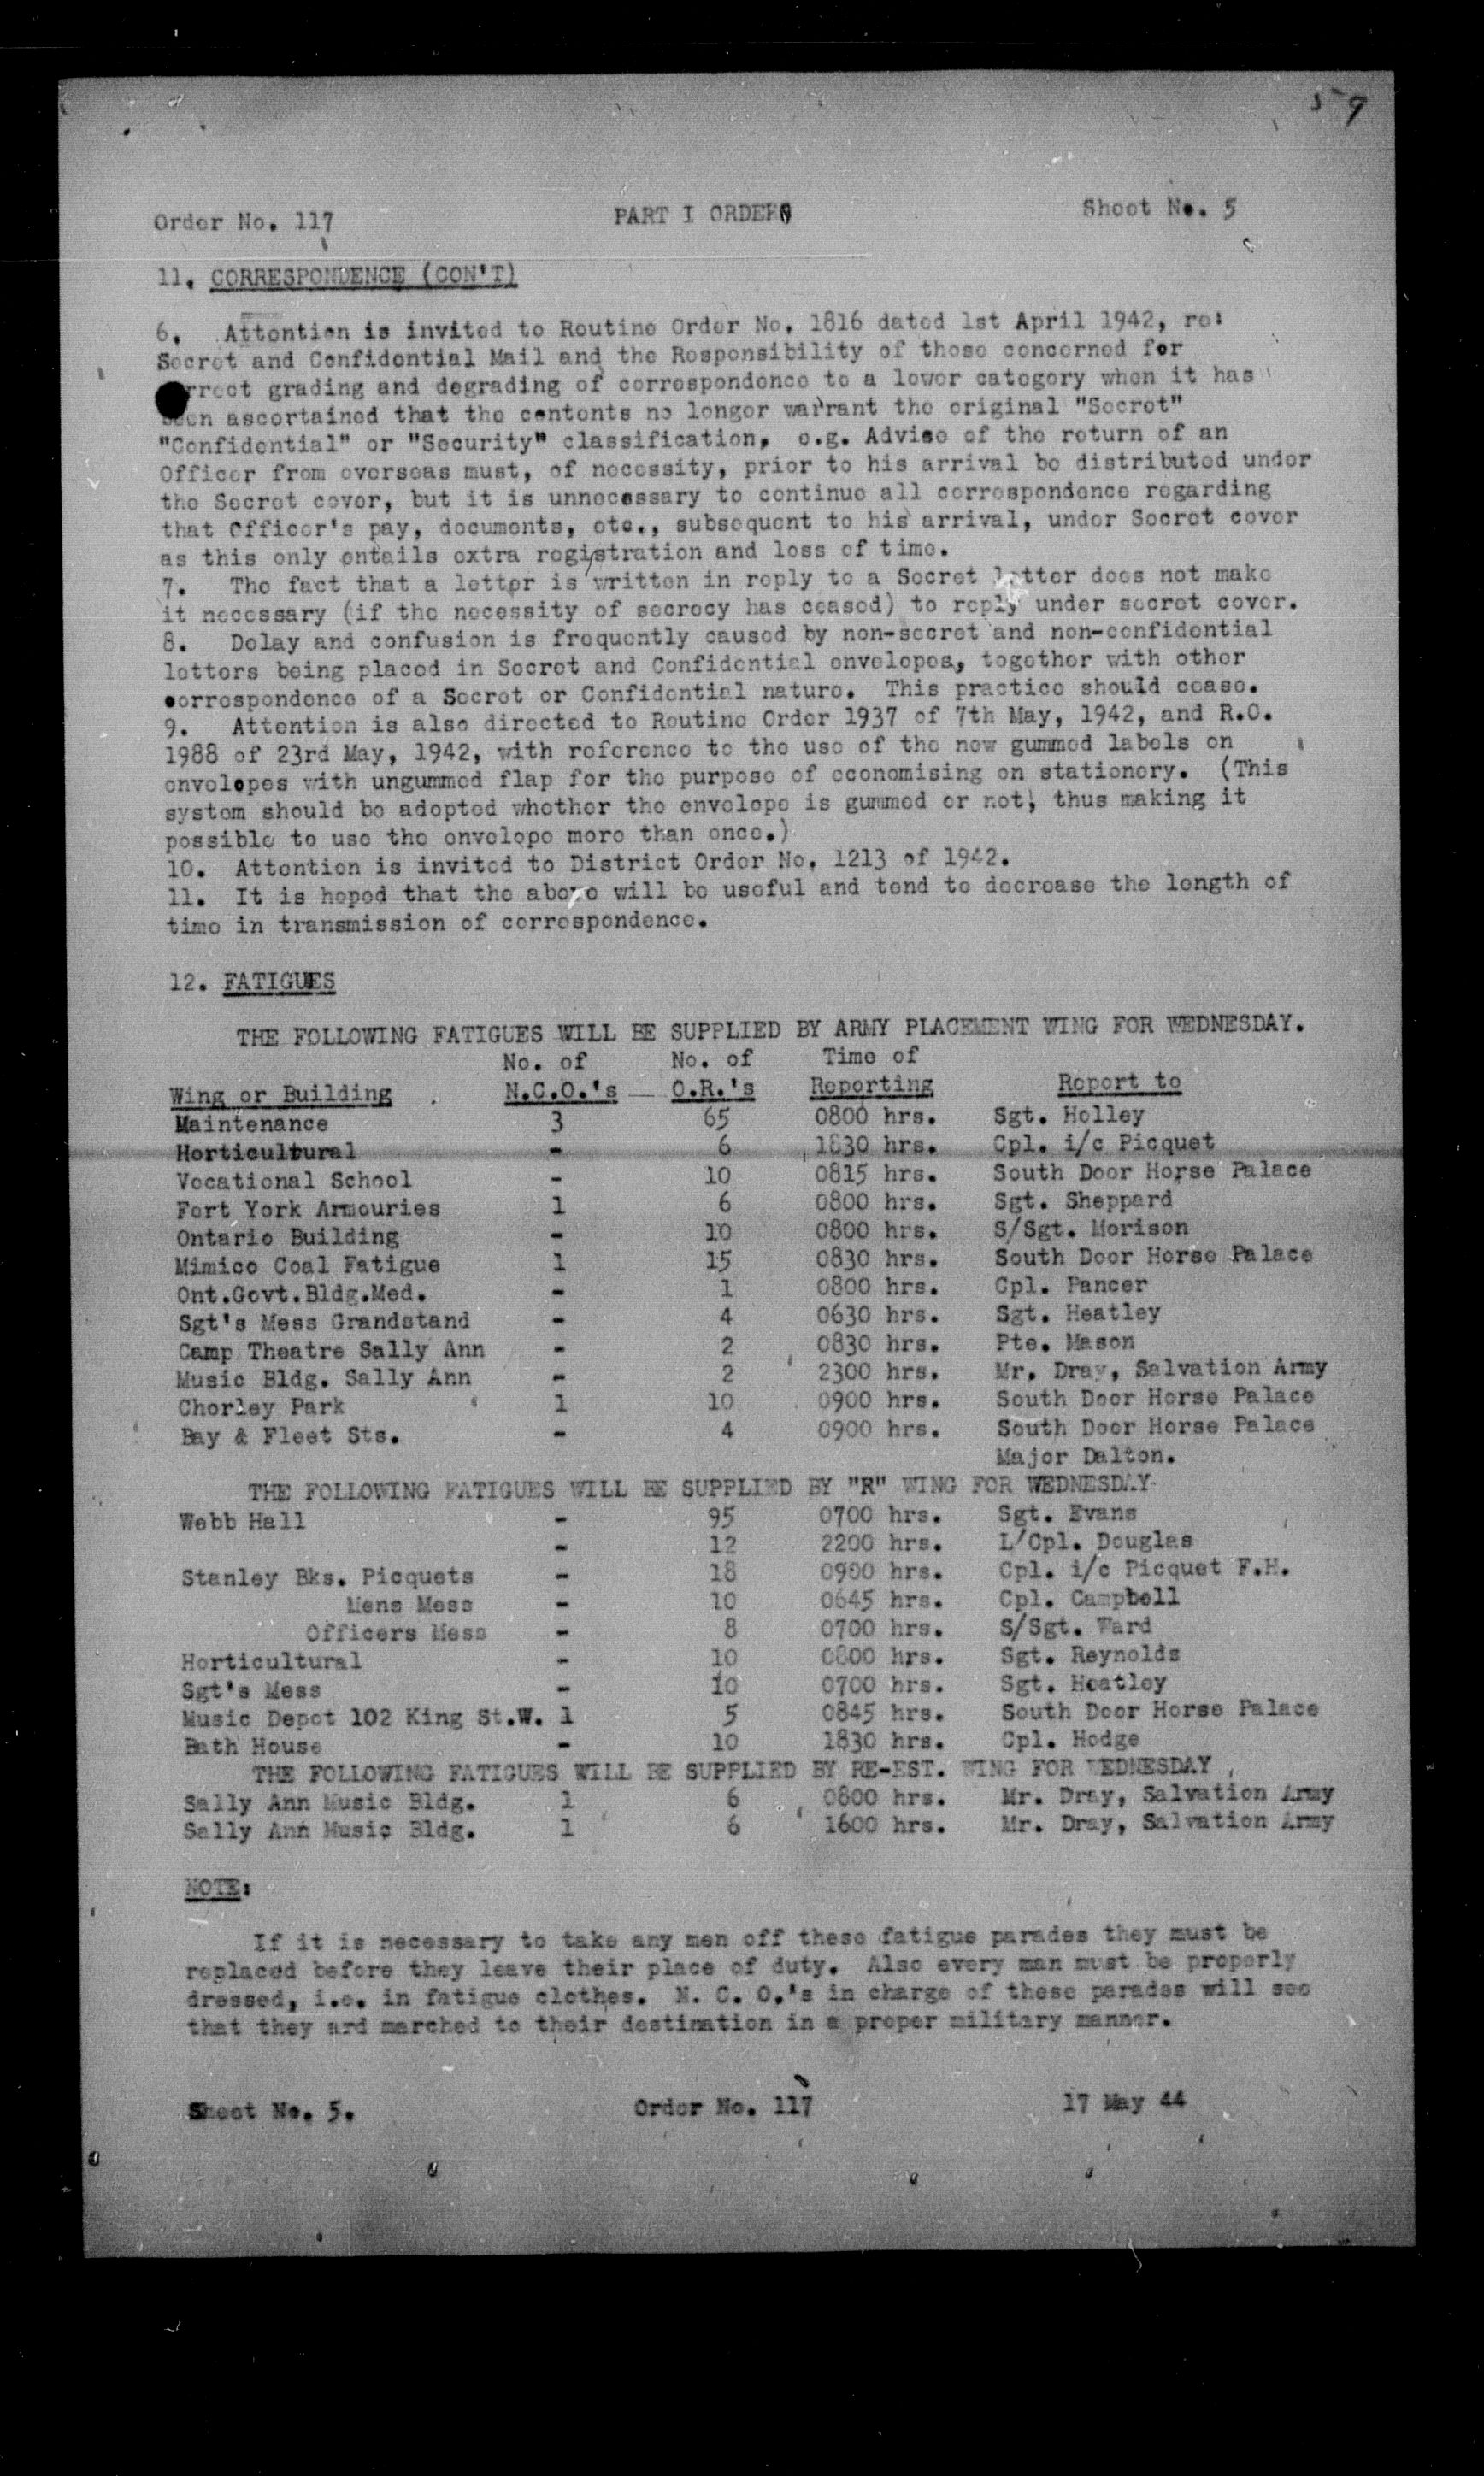 59
Order No. 117 PART I ORDERS Sheet No. 5
11. CORRESPONDENCE (CON'T)
6. Attention is invited to Routine Order No. 1816 dated 1st April 1942, re:
Secret and Confidential Mail and the Responsibility of those concerned for
rrect grading and degrading of correspondence to a lower category when it has
been ascertained that the contents no longer warrant the original "Secret"
"Confidential" or "Security" classification, e.g. Advise of the return of an
Officer from overseas must, of necessity, prior to his arrival be distributed under
the Secret cover, but it is unnecessary to continue all correspondence regarding
that Officer's pay, documents, etc., subsequent to his arrival, under Secret cover
as this only entails extra registration and loss of time.
7. The fact that a letter is written in reply to a Secret letter does not make
it necessary (if the necessity of secrecy has ceased) to reply under secret cover.
8. Delay and confusion is frequently caused by non-secret and non-confidential
letters being placed in Secret and Confidential envelopes, together with other
correspondence of a Secret or Confidential nature. This practice should cease.
9. Attention is also directed to Routine Order 1937 of 7th May, 1942, and R.O.
1988 of 23rd May, 1942, with reference to the use of the new gummed labels on
envelopes with ungummed flap for the purpose of economising on stationery. (This
system should be adopted whether the envelope is gummed or not, thus making it
possible to use the envelope more than once.)
10. Attention is invited to District Order No. 1213 of 1942.
11. It is hoped that the above will be useful and tend to decrease the length of
time in transmission of correspondence.
12. FATIGUES
THE FOLLOWING FATIGUES WILL BE SUPPLIED BY ARMY PLACEMENT WING FOR WEDNESDAY.
No. of No. of Time of
Wing or Building N.C.O.'s O.R.'s Reporting Report to
Maintenance 3 65 0800 hrs. Sgt. Holley
Horticultural - 6 1830 hrs. Cpl. i/c Picquet
Vocational School - 10 0815 hrs. South Door Horse Palace
Fort York Armouries 1 6 0800 hrs. Sgt. Sheppard
Ontario Building - 10 0800 hrs. S/Sgt. Morison
Mimico Coal Fatigue 1 15 0830 hrs. South Door Horse Palace
Ont.Govt.Bldg.Med. - 1 0800 hrs. Cpl. Pancer
Sgt's Mess Grandstand - 4 0630 hrs. Sgt. Heatley
Camp Theatre Sally Ann - 2 0830 hrs. Pte. Mason
Music Bldg. Sally Ann - 2 2300 hrs. Mr. Dray, Salvation Army
Chorley Park 1 10 0900 hrs. South Door Horse Palace
Bay & Fleet Sts. - 4 0900 hrs. South Door Horse Palace
Major Dalton.
THE FOLLOWING FATIGUES WILL BE SUPPLIED BY "R" WING FOR WEDNESDAY
Webb Hall - 95 0700 hrs. Sgt. Evans
- 12 2200 hrs. L/Cpl. Douglas
Stanley Bks. Picquets - 18 0900 hrs. Cpl. i/c Picquet F.H.
Mens Mess - 10 0645 hrs. Cpl. Campbell
Officers Mess - 8 0700 hrs. S/Sgt. Ward
Horticultural - 10 0800 hrs. Sgt. Reynolds
Sgt's Mess - 10 0700 hrs. Sgt. Heatley
Music Depot 102 King St.W. 1 5 0845 hrs. South Door Horse Palace
Bath House - 10 1830 hrs. Cpl. Hodge
THE FOLLOWING FATIGUES WILL BE SUPPLIED BY RE-EST. WING FOR WEDNESDAY
Sally Ann Music Bldg. 1 6 0800 hrs. Mr. Dray, Salvation Army
Sally Ann Music Bldg. 1 6 1600 hrs. Mr. Dray, Salvation Army
NOTE:
If it is necessary to take any men off these fatigue parades they must be
replaced before they leave their place of duty. Also every man must be properly
dressed, i.e. in fatigue clothes. N. C. O.'s in charge of these parades will see
that they ard marched to their destination in a proper military manner.
Sheet No. 5. Order No. 117 17 May 44